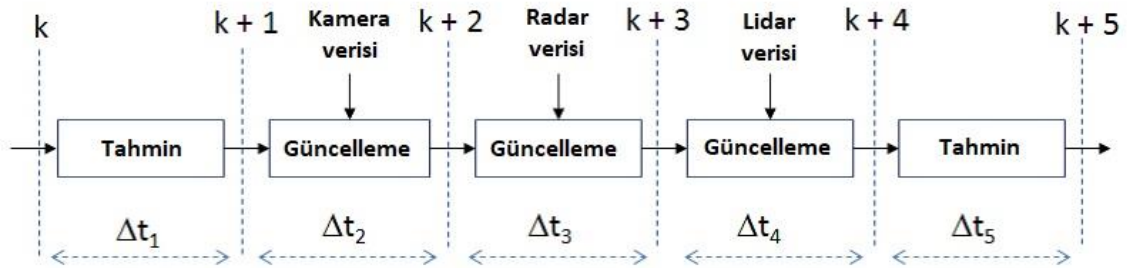 k
k + 1
Kamera
verisi
k + 2
Radar
verisi
k + 3
Lidar
verisi
k + 4
k + 5
Tahmin
Güncelleme
Güncelleme
Güncelleme
Tahmin
Δt₁
Δt₂
Δt₃
Δt₄
Δt₅